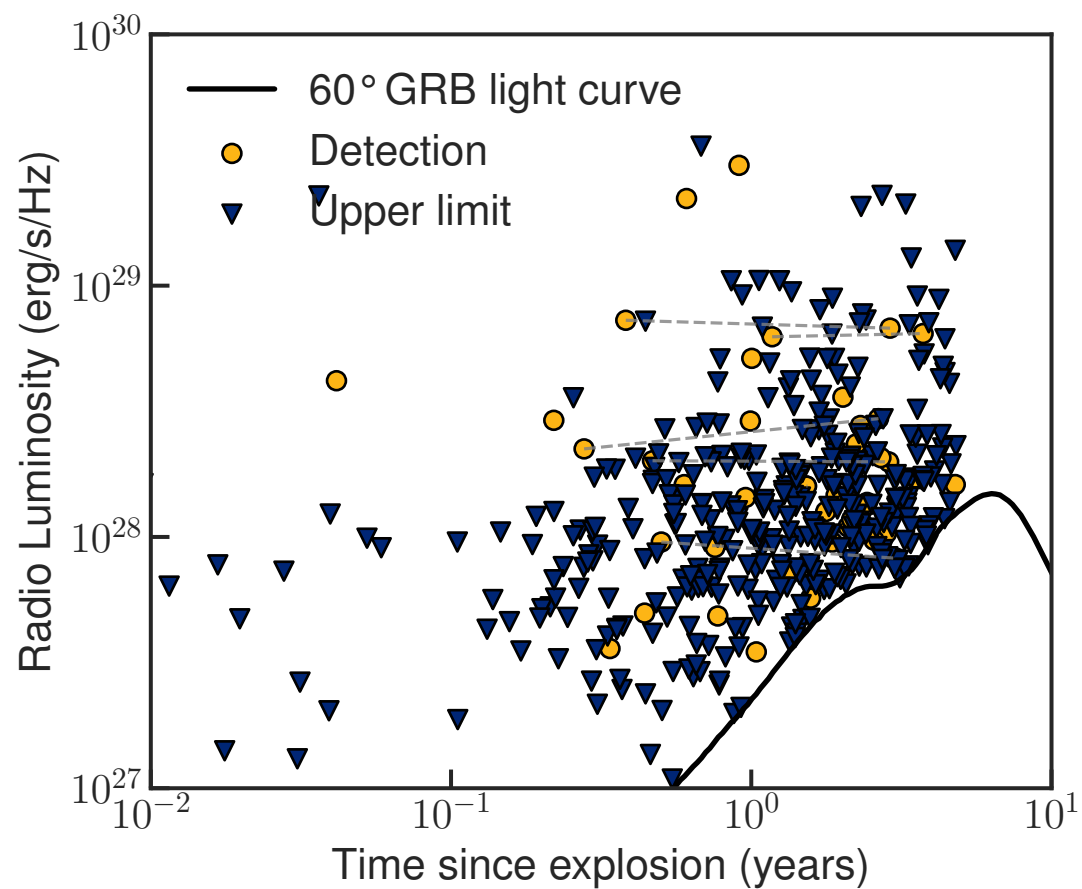 10^30
60° GRB light curve
Detection
Upper limit
10^29
10^28
10^27
10^−2
10^−1
10^0
10^1
Time since explosion (years)
Radio Luminosity (erg/s/Hz)